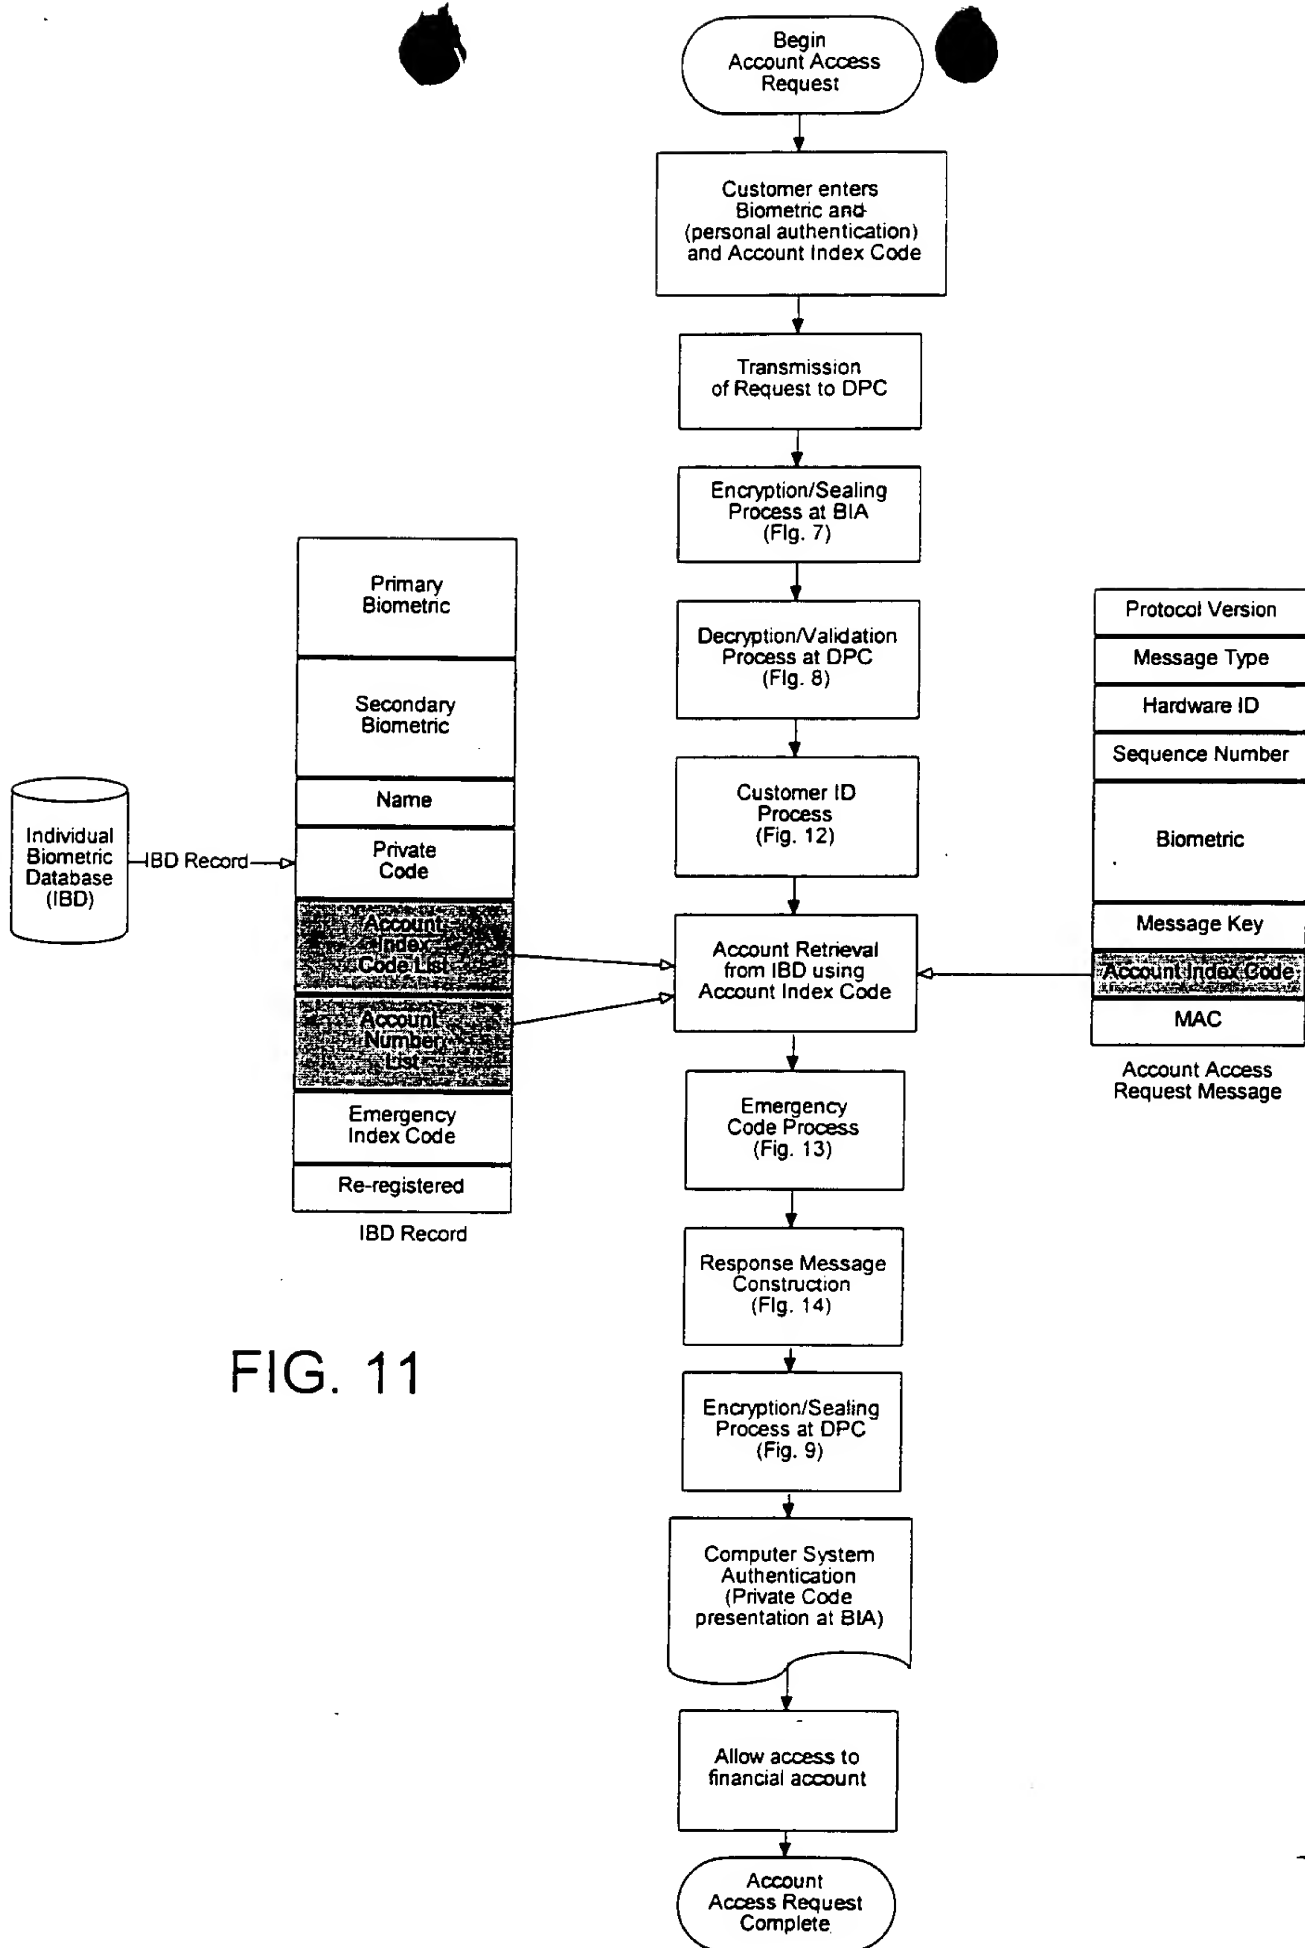 Begin
Account Access
Request
Customer enters
Biometric and
(personal authentication)
and Account Index Code
Transmission
of Request to DPC
Encryption/Sealing
Process at BIA
(FIg. 7)
Decryption/Validation
Process at DPC
(FIg. 8)
Customer ID
Process
(Fig. 12)
Account Retrieval
from IBD using
Account Index Code
Emergency
Code Process
(Fig. 13)
Response Message
Construction
(FIg. 14)
Encryption/Sealing
Process at DPC
(Fig. 9)
Computer System
Authentication
(Private Code
presentation at BIA)
Allow access to
financial account
Account
Access Request
Complete
Individual
Biometric
Database
(IBD)
IBD Record
Primary
Biometric
Secondary
Biometric
Name
Private
Code
Account
Index
Code List
Account
Number
List
Emergency
Index Code
Re-registered
IBD Record
Protocol Version
Message Type
Hardware ID
Sequence Number
Biometric
Message Key
Account Index Code
MAC
Account Access
Request Message
FIG. 11